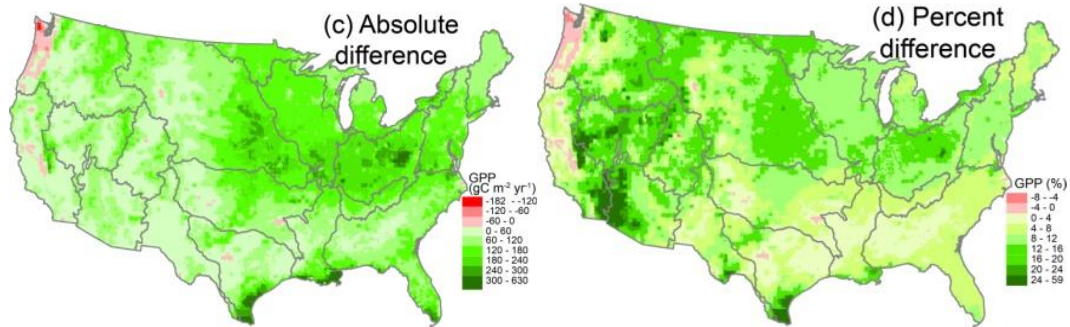 (c) Absolute
difference
GPP
(gC m⁻² yr⁻¹)
-182 - -120
-120 - -60
-60 - 0
0 - 60
60 - 120
120 - 180
180 - 240
240 - 300
300 - 630
(d) Percent
difference
GPP (%)
-8 - -4
-4 - 0
0 - 4
4 - 8
8 - 12
12 - 16
16 - 20
20 - 24
24 - 59